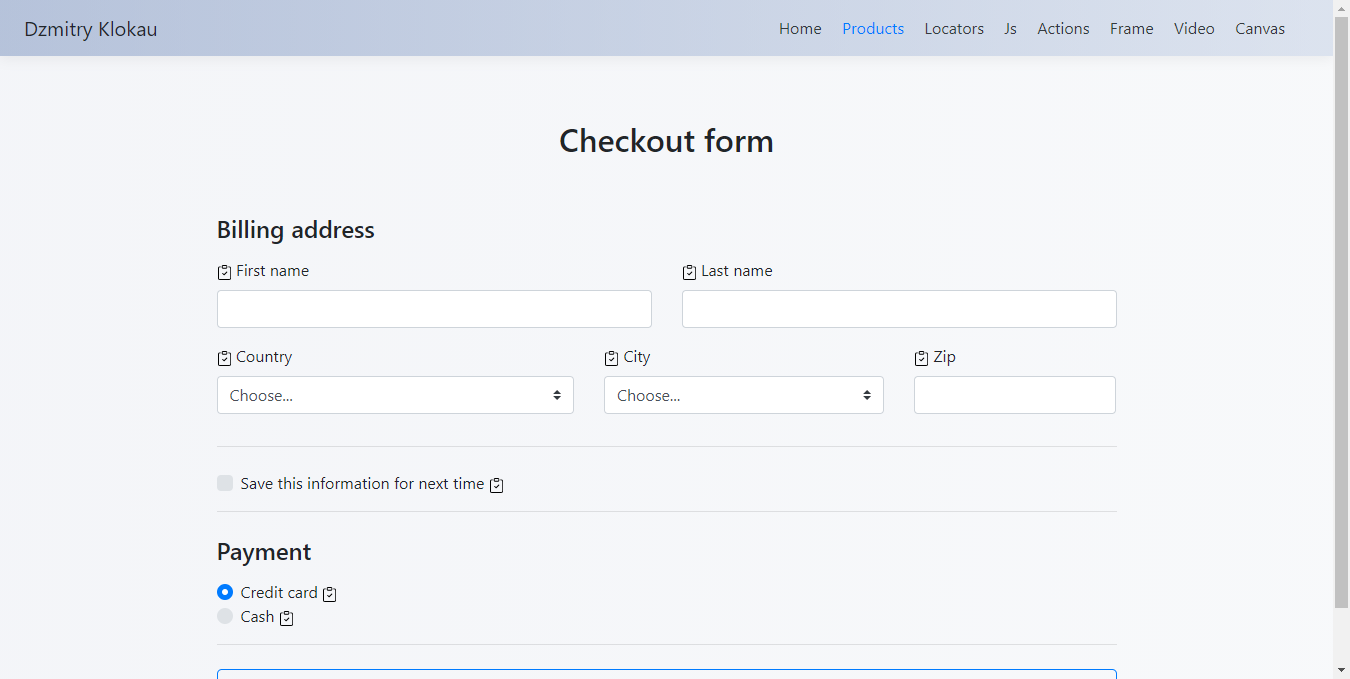 Dzmitry Klokau Home Products Locators Js Actions Frame Video Canvas
Checkout form
Billing address
First name Last name
Country City Zip
Choose... Choose...
Save this information for next time
Payment
Credit card
Cash